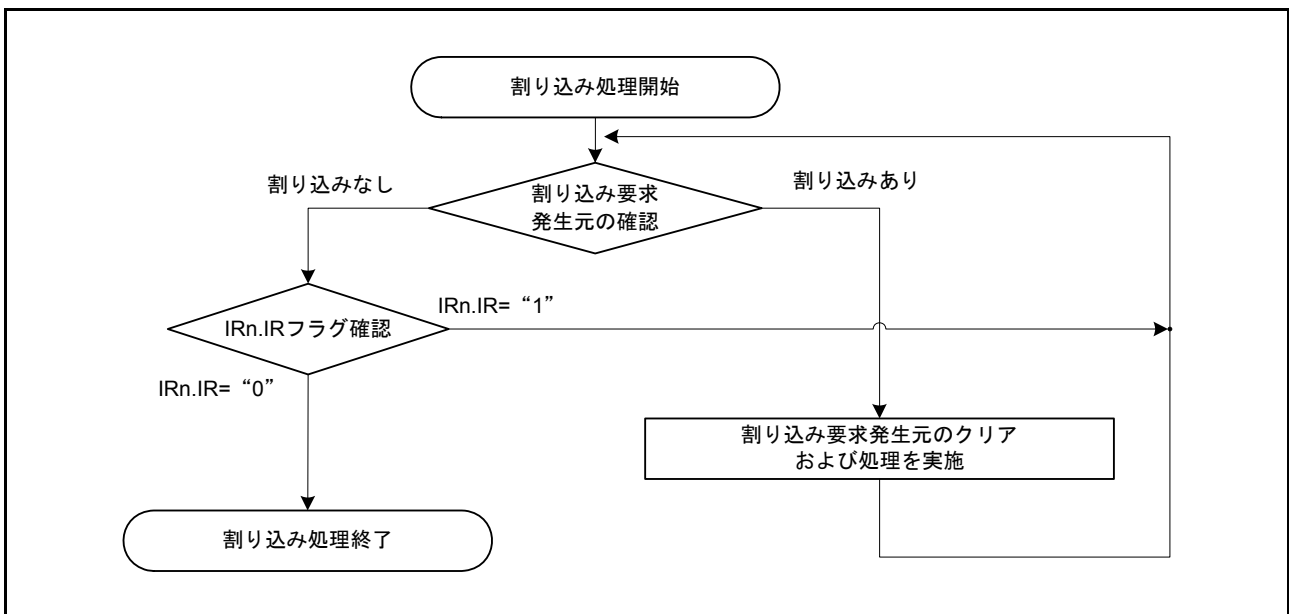 割り込み処理開始
割り込みなし
割り込みあり
割り込み要求
発生元の確認
IRn.IR= “1”
IRn.IRフラグ確認
IRn.IR= “0”
割り込み要求発生元のクリア
および処理を実施
割り込み処理終了